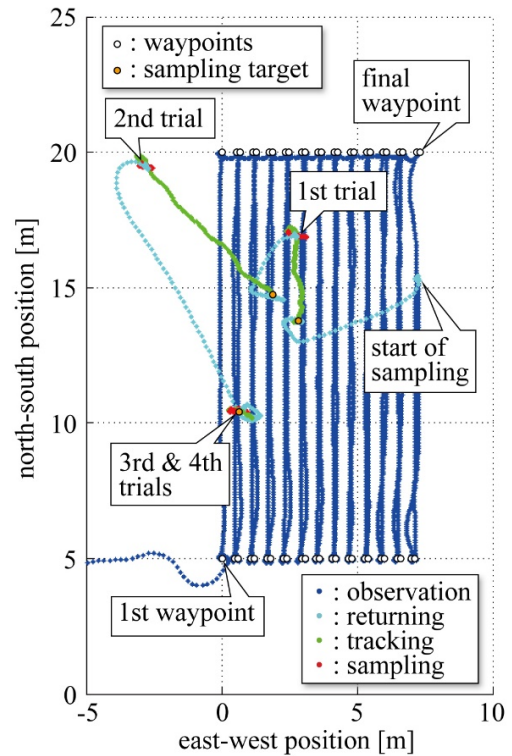 25
○ : waypoints
● : sampling target
final
waypoint
2nd trial
20
1st trial
15
start of
sampling
north-south position [m]
10
3rd & 4th
trials
5
1st waypoint
: observation
: returning
: tracking
: sampling
0
-5
0
5
10
east-west position [m]